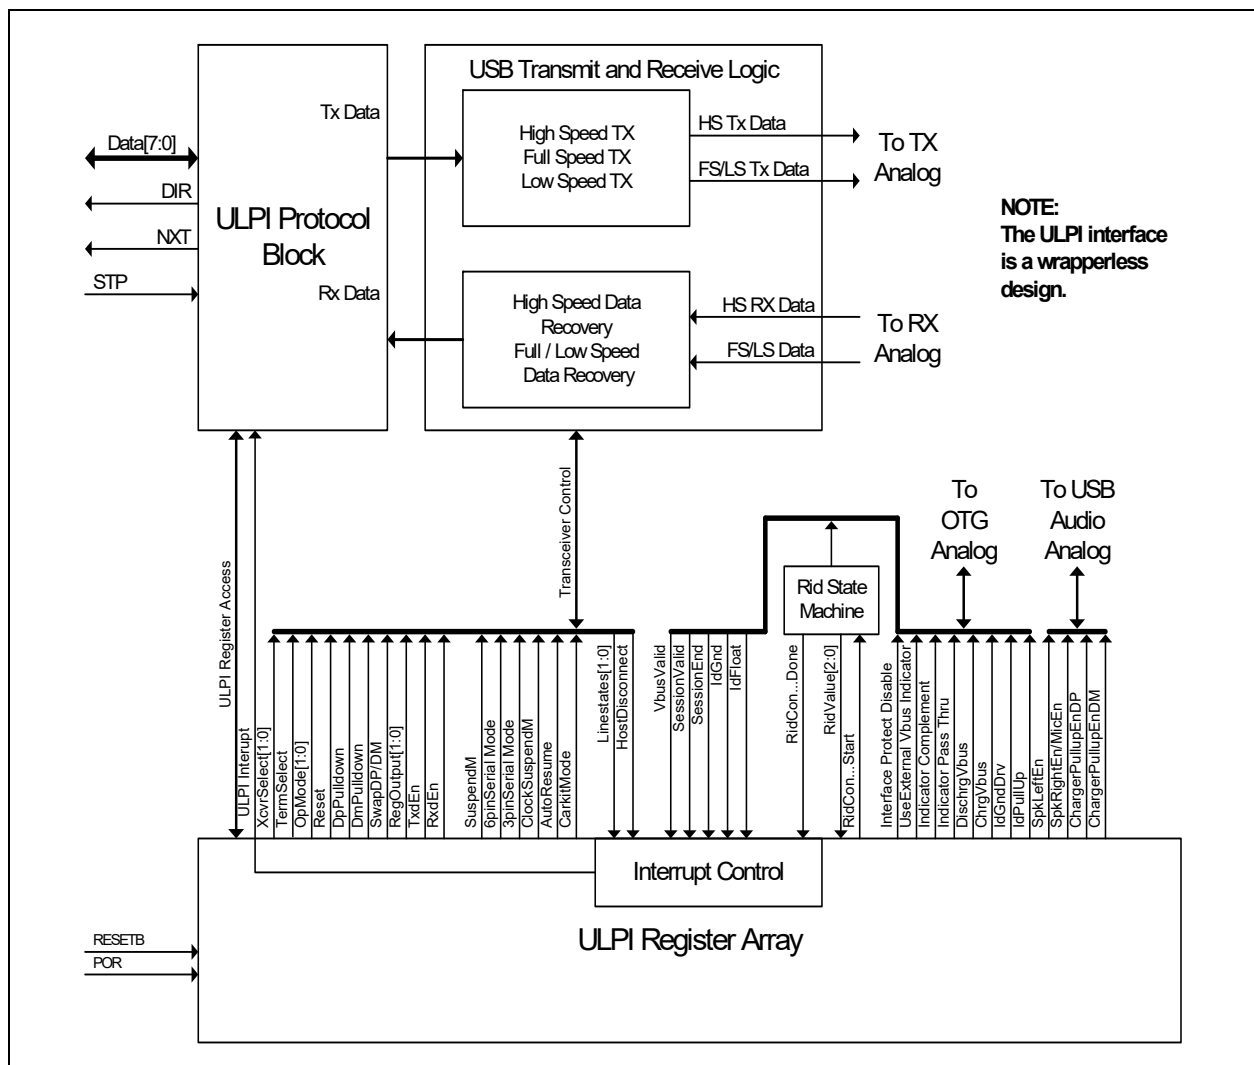 USB Transmit and Receive Logic
Tx Data
High Speed TX
Full Speed TX
Low Speed TX
HS Tx Data
FS/LS Tx Data
To TX
Analog
Data[7:0]
DIR
NXT
STP
ULPI Protocol
Block
Rx Data
High Speed Data
Recovery
Full / Low Speed
Data Recovery
HS RX Data
FS/LS Data
To RX
Analog
NOTE:
The ULPI interface
is a wrapperless
design.
ULPI Register Access
ULPI Interupt
Transceiver Control
XcvrSelect[1:0]
TermSelect
OpMode[1:0]
Reset
DpPulldown
DmPulldown
SwapDP/DM
RegOutput[1:0]
TxdEn
RxdEn
SuspendM
6pinSerial Mode
3pinSerial Mode
ClockSuspendM
AutoResume
CarkitMode
Linestates[1:0]
HostDisconnect
VbusValid
SessionValid
SessionEnd
IdGnd
IdFloat
Rid State
Machine
RidCon...Done
RidValue[2:0]
RidCon...Start
To
OTG
Analog
To USB
Audio
Analog
Interface Protect Disable
UseExternal Vbus Indicator
Indicator Complement
Indicator Pass Thru
DischrgVbus
ChrgVbus
IdGndDrv
IdPullUp
SpkLeftEn
SpkRightEn/MicEn
ChargerPullupEnDP
ChargerPullupEnDM
Interrupt Control
ULPI Register Array
RESETB
POR